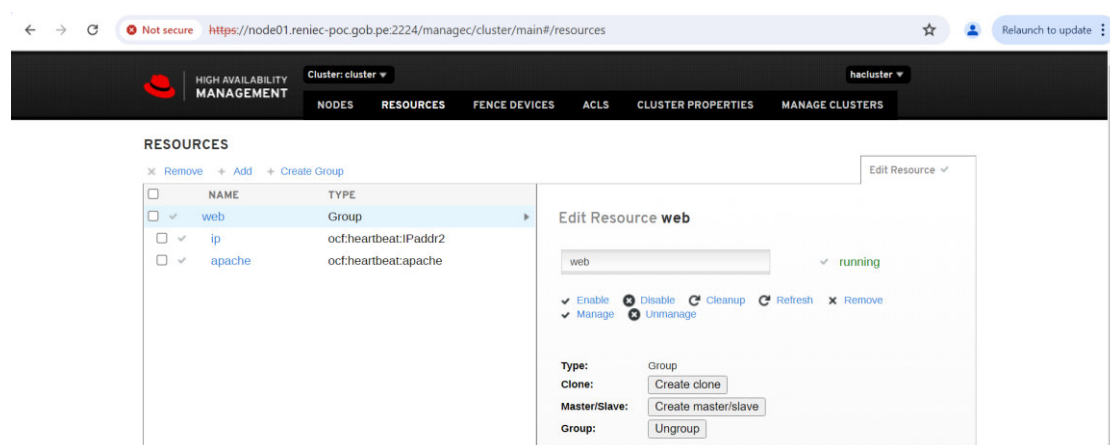 Not secure https://node01.reniec-poc.gob.pe:2224/managec/cluster/main#/resources Relaunch to update
HIGH AVAILABILITY
MANAGEMENT
Cluster: cluster hacluster
NODES RESOURCES FENCE DEVICES ACLS CLUSTER PROPERTIES MANAGE CLUSTERS
RESOURCES
Remove Add Create Group
Edit Resource
NAME TYPE
web Group
ip ocf:heartbeat:IPaddr2
apache ocf:heartbeat:apache
Edit Resource web
web running
Enable Disable Cleanup Refresh Remove
Manage Unmanage
Type: Group
Clone: Create clone
Master/Slave: Create master/slave
Group: Ungroup